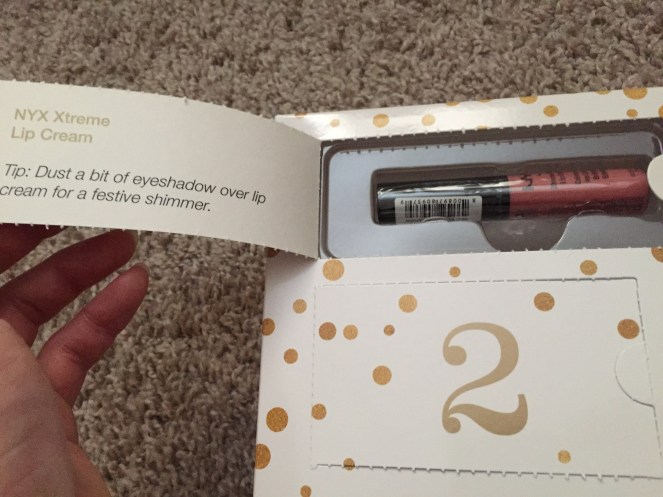 NYX Xtreme
Lip Cream
Tip: Dust a bit of eyeshadow over lip
cream for a festive shimmer.
2